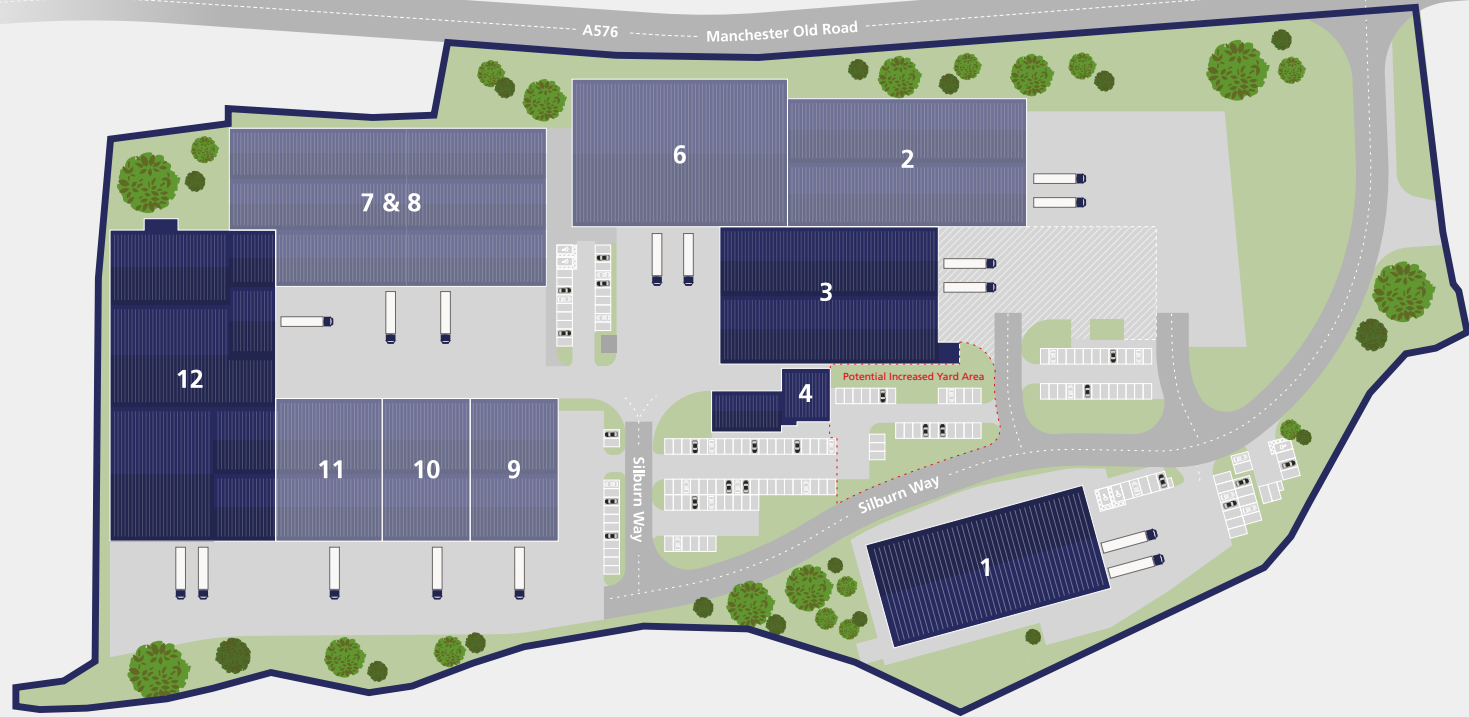 A576
Manchester Old Road
6
2
7 & 8
3
12
Potential Increased Yard Area
4
11
10
9
Silburn Way
Silburn Way
1